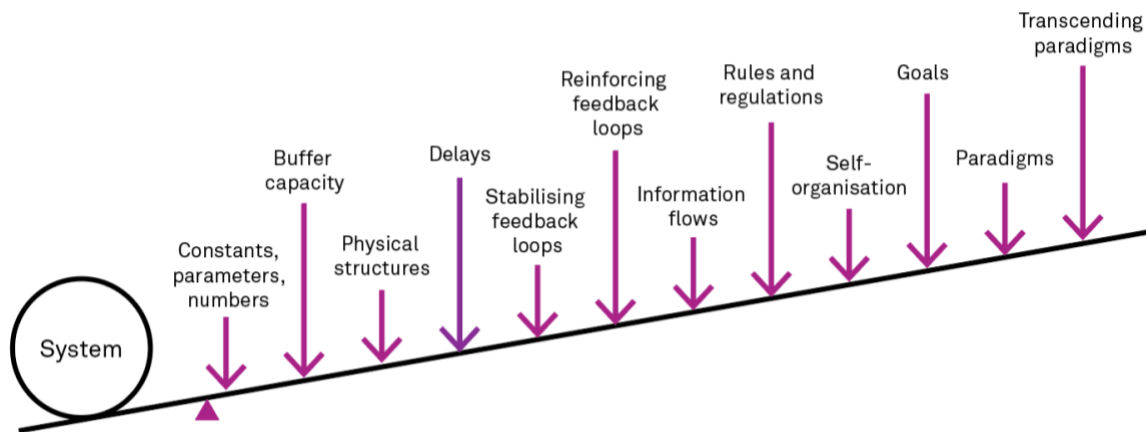 System
Constants,
parameters,
numbers
Buffer
capacity
Physical
structures
Delays
Stabilising
feedback
loops
Reinforcing
feedback
loops
Information
flows
Rules and
regulations
Self-
organisation
Goals
Paradigms
Transcending
paradigms